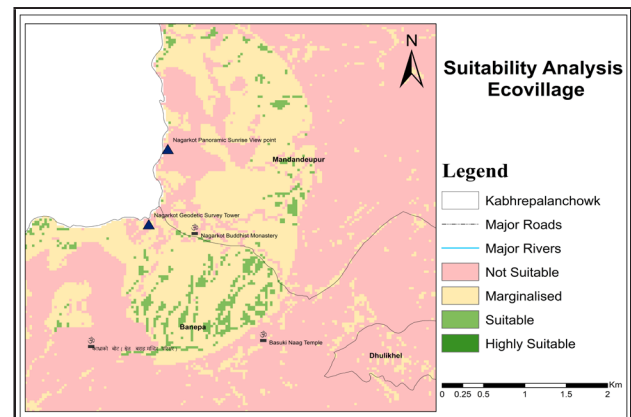 N
Suitability Analysis
Ecovillage
Nagarkot Panoramic Sunrise View point
Mandandeupur
Nagarkot Geodetic Survey Tower
Nagarkot Buddhist Monastery
Banepa
Basuki Naag Temple
Dhulikhel
Legend
Kabhrepalanchowk
Major Roads
Major Rivers
Not Suitable
Marginalised
Suitable
Highly Suitable
Km
0 0.25 0.5 1 1.5 2